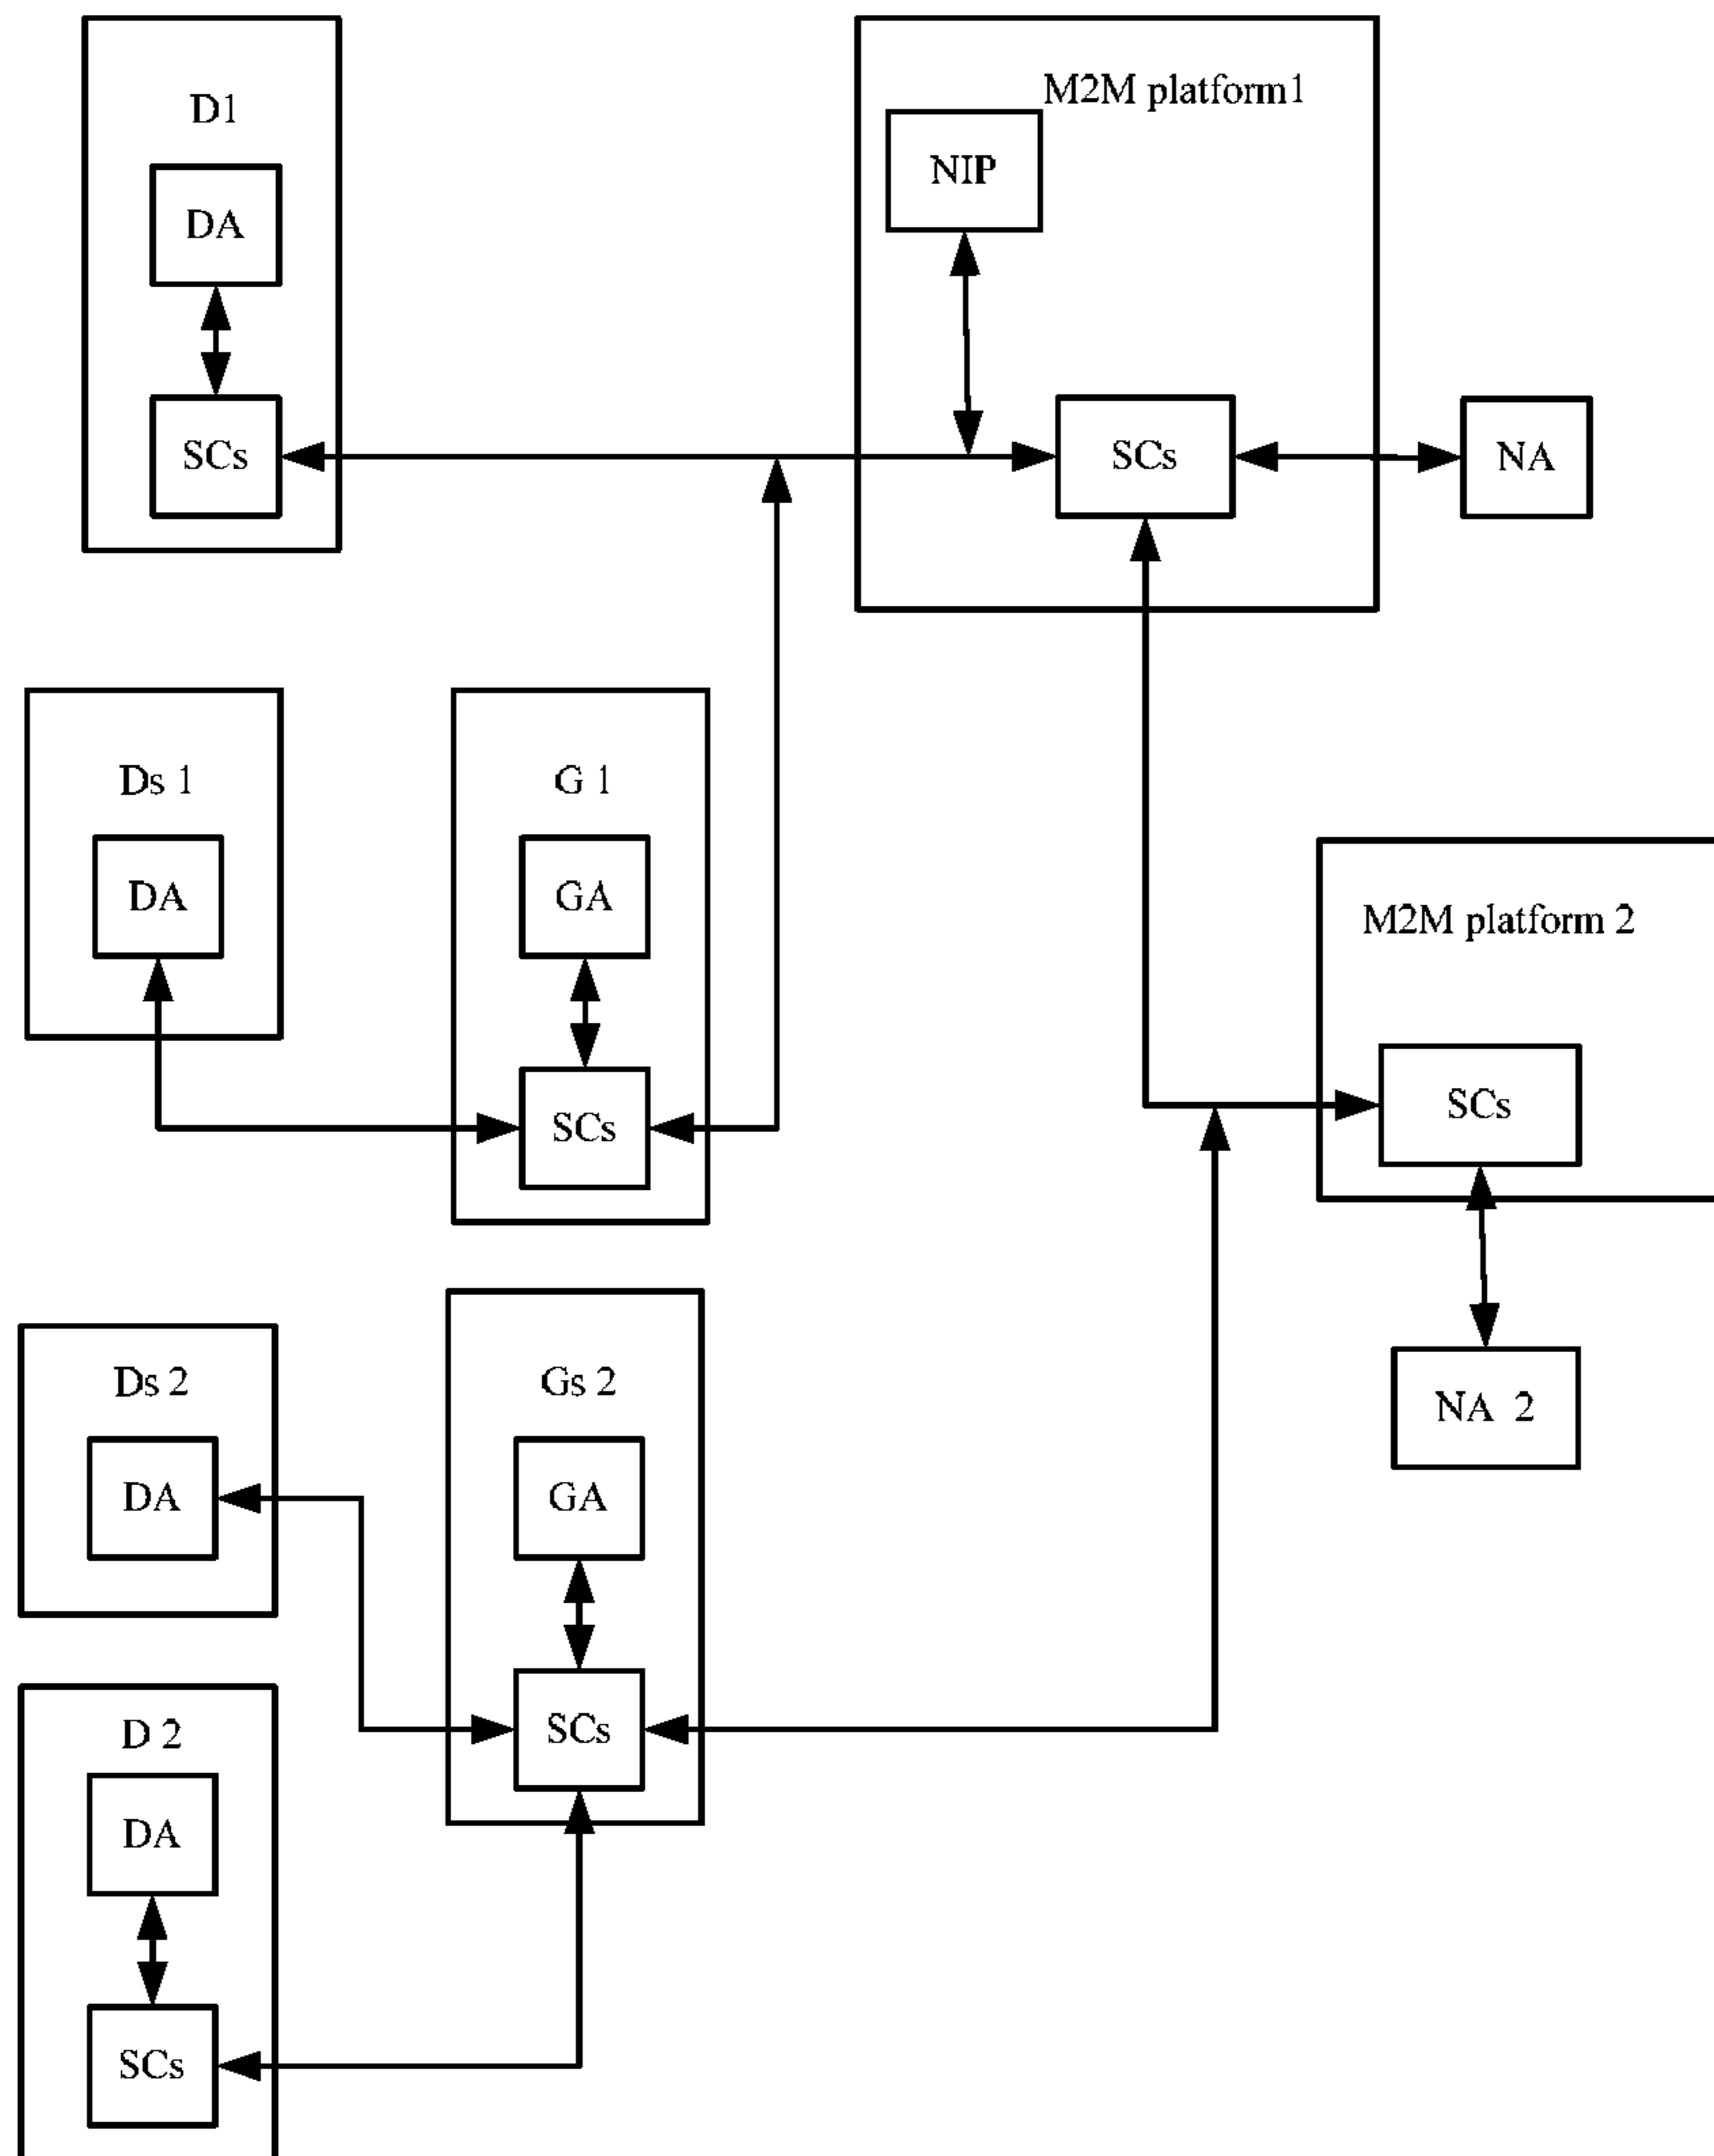 D1
DA
SCs
M2M platform1
NIP
SCs
NA
Ds 1
DA
G 1
GA
SCs
M2M platform 2
SCs
NA 2
Ds 2
DA
Gs 2
GA
SCs
D 2
DA
SCs